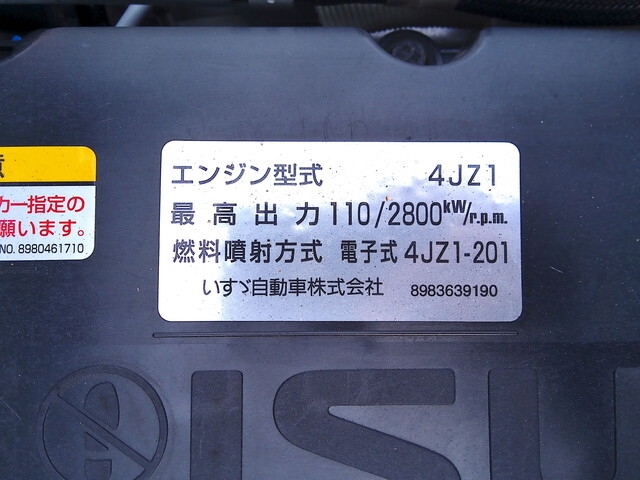 エンジン型式 4JZ1
最高出力 110/2800kW/r.p.m.
燃料噴射方式 電子式 4JZ1-201
いすゞ自動車株式会社 8983639190
カー指定の
願います。
NO. 8980461710
ISU